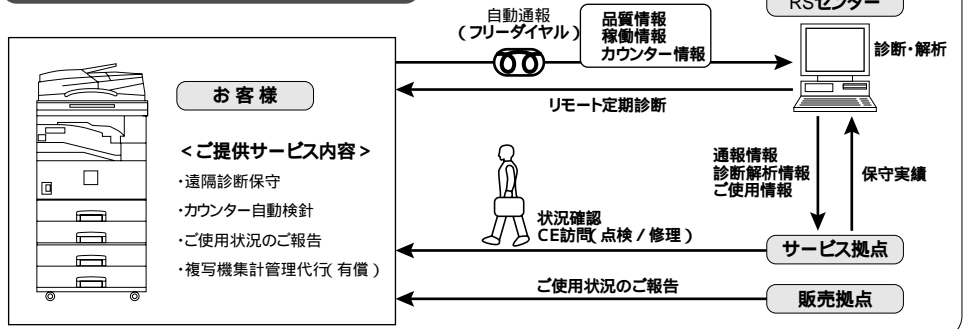 RSセンター
自動通報
(フリーダイヤル)
品質情報
稼働情報
カウンター情報
診断・解析
リモート定期診断
お客様
<ご提供サービス内容>
・遠隔診断保守
・カウンター自動検針
・ご使用状況のご報告
・複写機集計管理代行(有償)
通報情報
診断解析情報
ご使用情報
保守実績
状況確認
CE訪問(点検/修理)
サービス拠点
ご使用状況のご報告
販売拠点